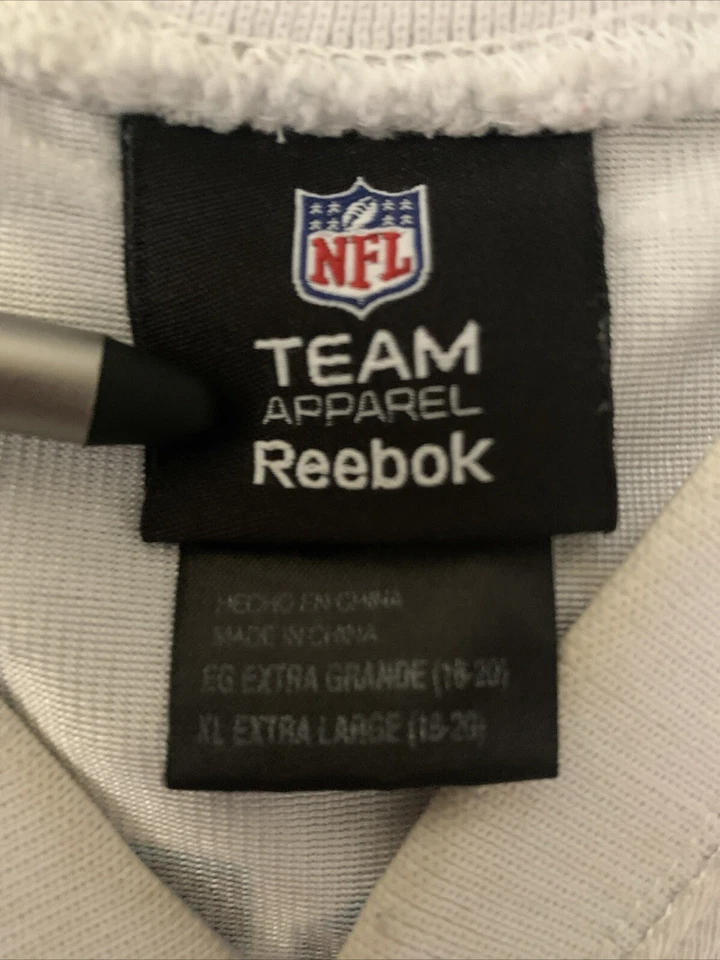 NFL
TEAM
APPAREL
Reebok
HECHO EN CHINA
MADE IN CHINA
EG EXTRA GRANDE (18-20)
XL EXTRA LARGE (18-20)